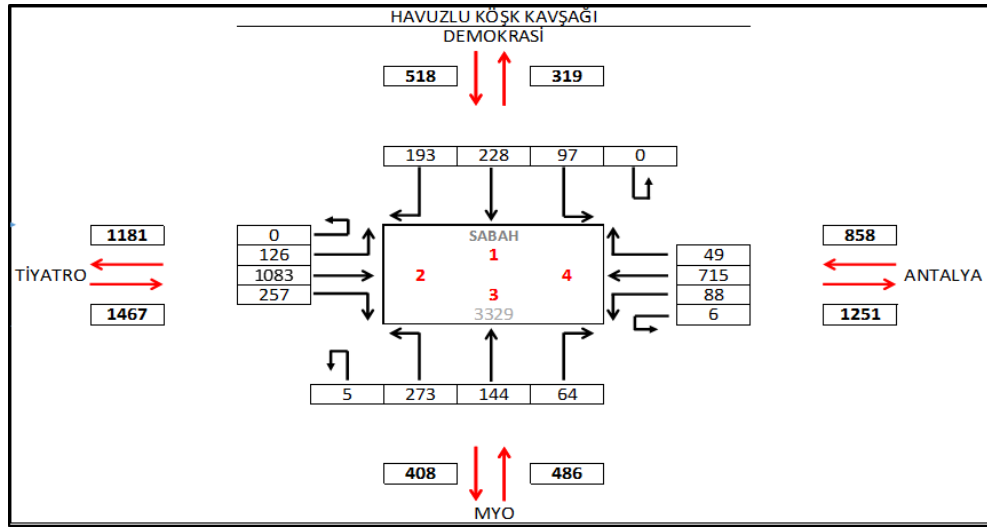 HAVUZLU KÖŞK KAVŞAĞI
DEMOKRASİ
518 319
193 228 97 0
1181
TİYATRO
1467
0
126
1083
257
SABAH
1
2 4
3
3329
49
715
88
6
858
ANTALYA
1251
5 273 144 64
408 486
MYO